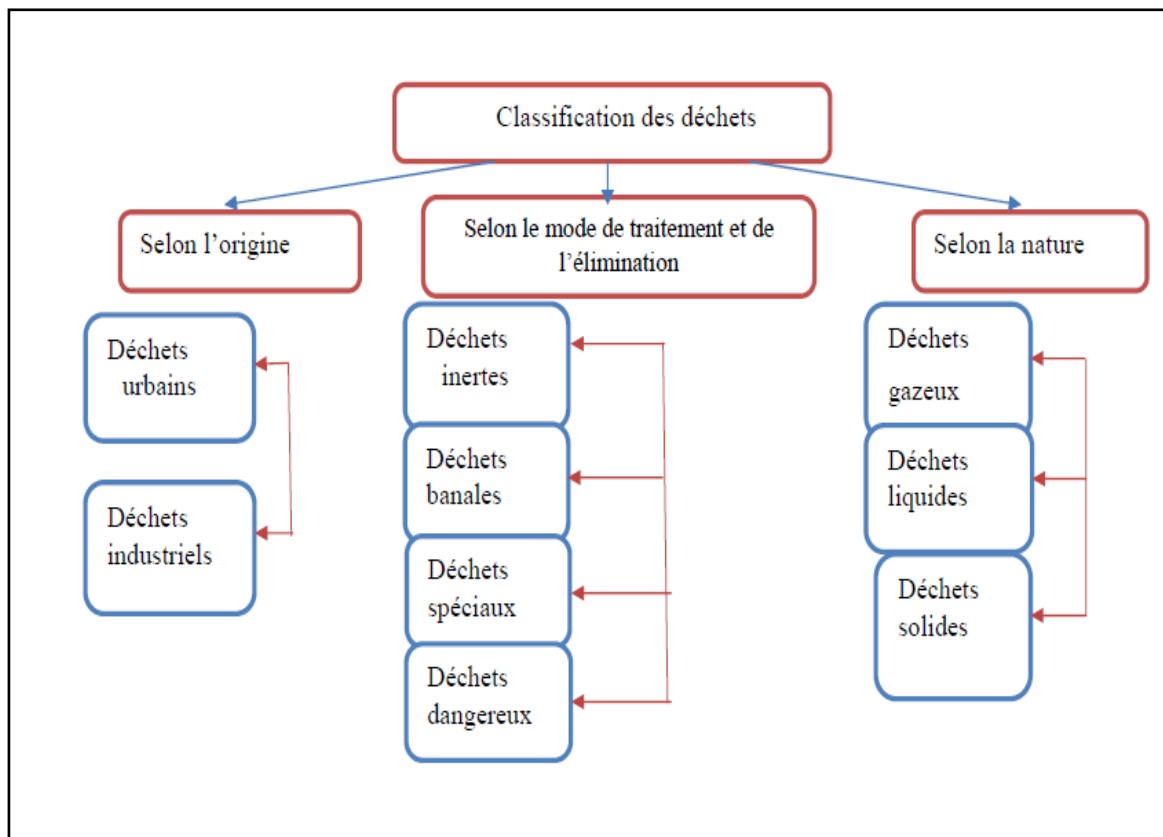 Classification des déchets
Selon l’origine
Selon le mode de traitement et de
l’élimination
Selon la nature
Déchets
urbains
Déchets
industriels
Déchets
inertes
Déchets
banales
Déchets
spéciaux
Déchets
dangereux
Déchets
gazeux
Déchets
liquides
Déchets
solides